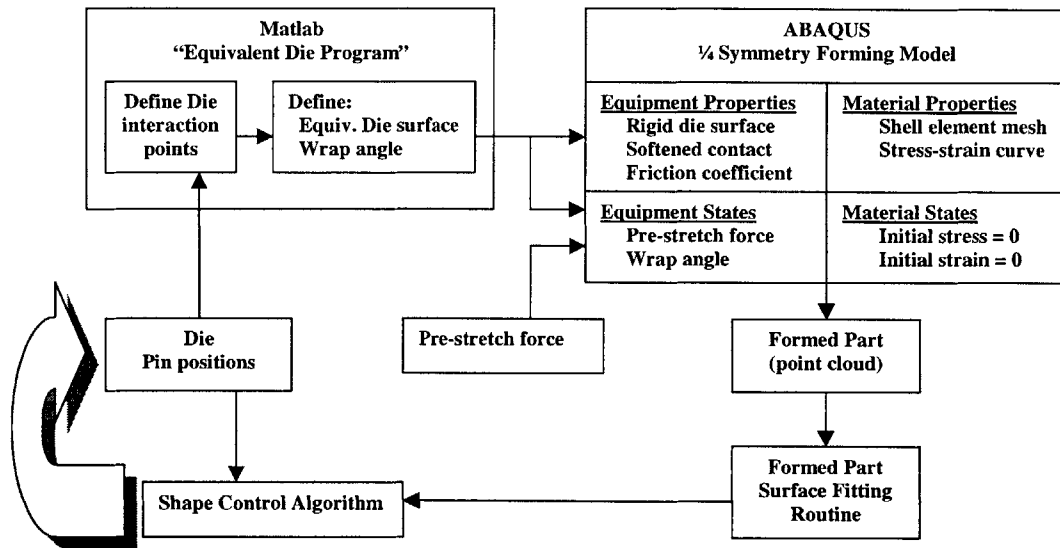 Matlab
“Equivalent Die Program”
Define Die
interaction
points
Define:
Equiv. Die surface
Wrap angle
ABAQUS
¼ Symmetry Forming Model
Equipment Properties
Rigid die surface
Softened contact
Friction coefficient
Material Properties
Shell element mesh
Stress-strain curve
Equipment States
Pre-stretch force
Wrap angle
Material States
Initial stress = 0
Initial strain = 0
Die
Pin positions
Pre-stretch force
Formed Part
(point cloud)
Shape Control Algorithm
Formed Part
Surface Fitting
Routine